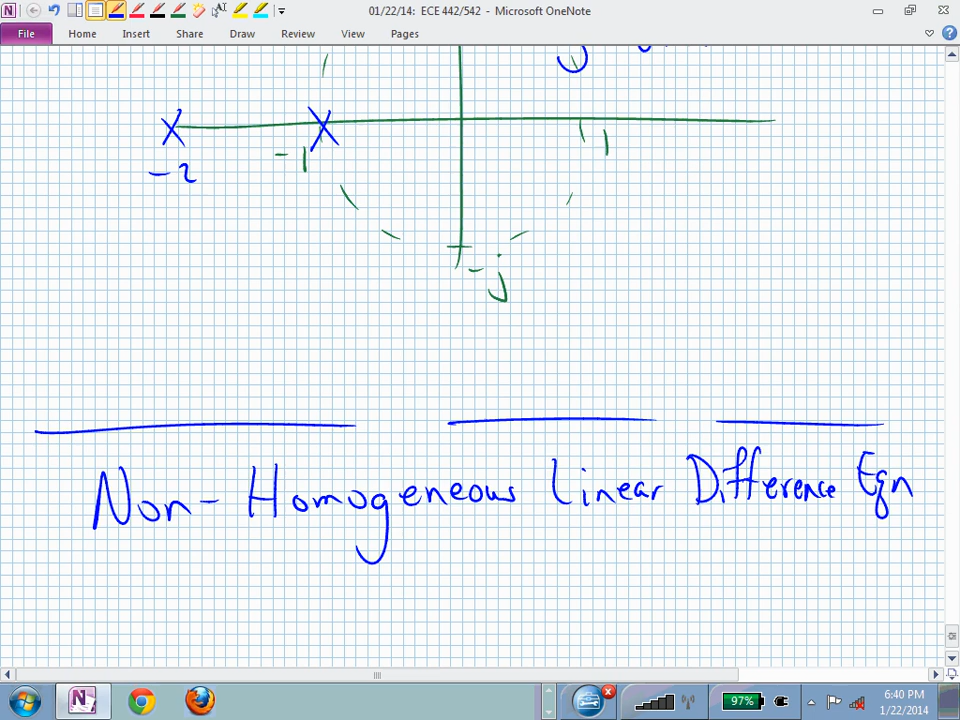 01/22/14: ECE 442/542 - Microsoft OneNote
File Home Insert Share Draw Review View Pages
-1 1
-2
-j
Non-Homogeneous Linear Difference Eqn
97%
6:40 PM
1/22/2014